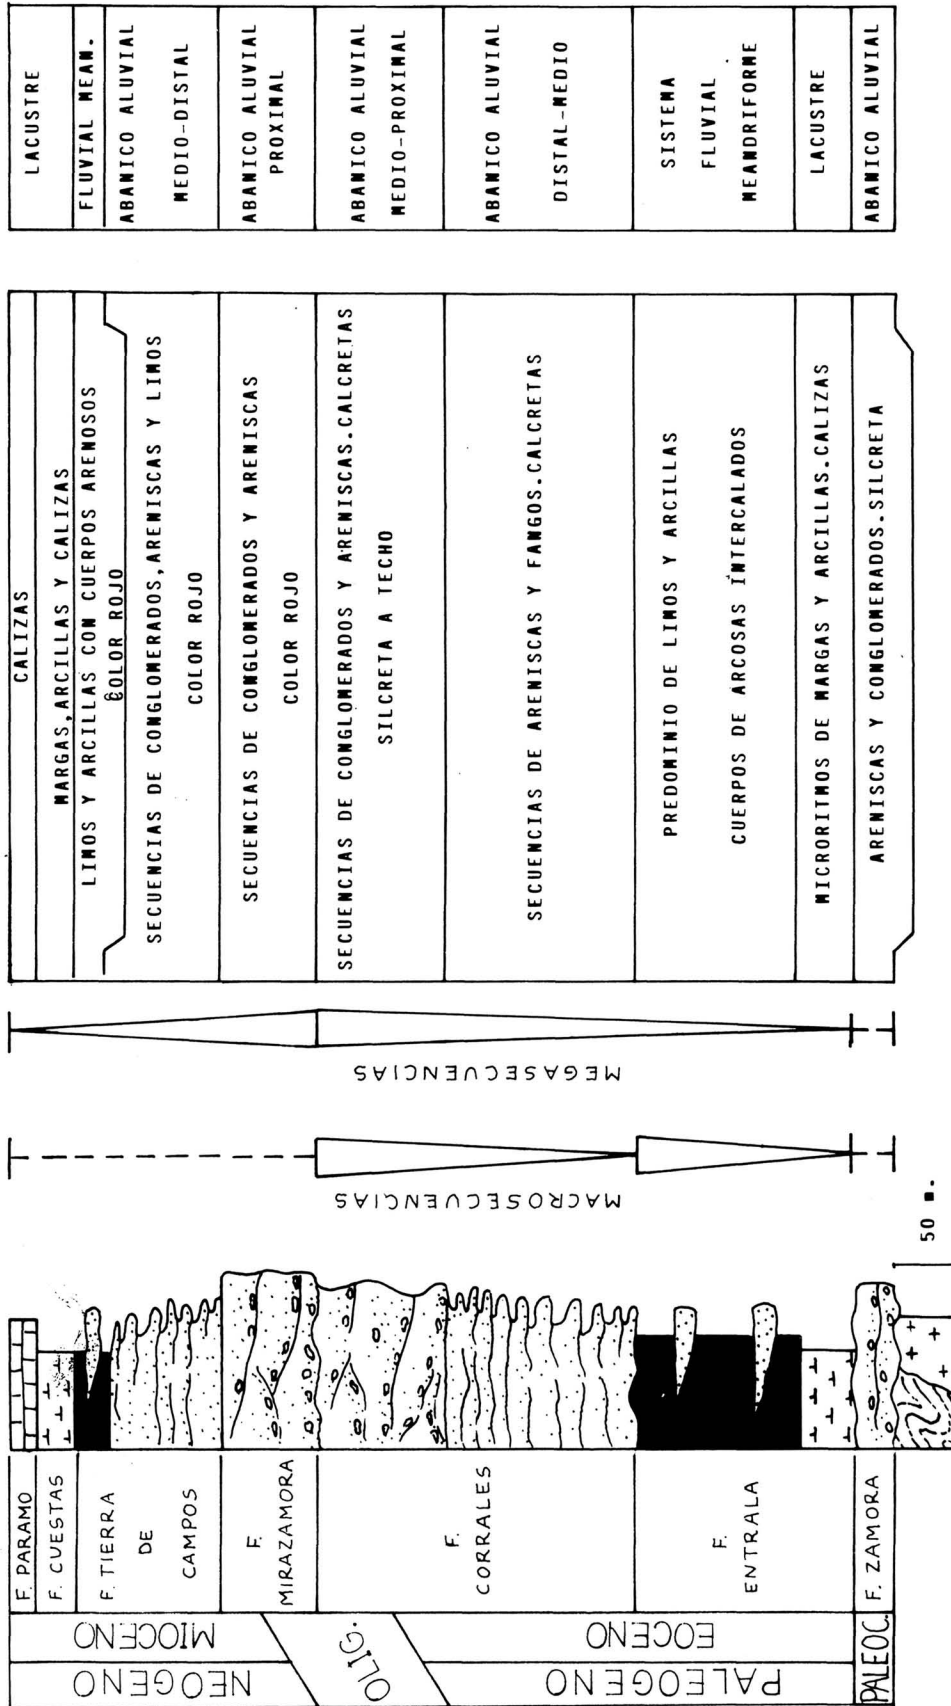 LACUSTRE
FLUVIAL MEAN.
ABANICO ALUVIAL
MEDIO-DISTAL
ABANICO ALUVIAL
PROXIMAL
ABANICO ALUVIAL
MEDIO-PROXIMAL
ABANICO ALUVIAL
DISTAL-MEDIO
SISTEMA
FLUVIAL
MEANDRIFORME
LACUSTRE
ABANICO ALUVIAL
CALIZAS
MARGAS,ARCILLAS Y CALIZAS
LIMOS Y ARCILLAS CON CUERPOS ARENOSOS
COLOR ROJO
SECUENCIAS DE CONGLOMERADOS,ARENISCAS Y LIMOS
COLOR ROJO
SECUENCIAS DE CONGLOMERADOS Y ARENISCAS
COLOR ROJO
SECUENCIAS DE CONGLOMERADOS Y ARENISCAS.CALCRETAS
SILCRETA A TECHO
SECUENCIAS DE ARENISCAS Y FANGOS.CALCRETAS
PREDOMINIO DE LIMOS Y ARCILLAS
CUERPOS DE ARCOSAS INTERCALADOS
MICRORITMOS DE MARGAS Y ARCILLAS.CALIZAS
ARENISCAS Y CONGLOMERADOS.SILCRETA
MEGASECUENCIAS
MACROSECUENCIAS
50 m.
F. PARAMO
F. CUESTAS
F. TIERRA
DE
CAMPOS
F.
MIRAZAMORA
F.
CORRALES
F.
ENTRALA
F. ZAMORA
MIOCENO
OLIG.
EOCENO
PALEOC.
NEOGENO
PALEOGENO